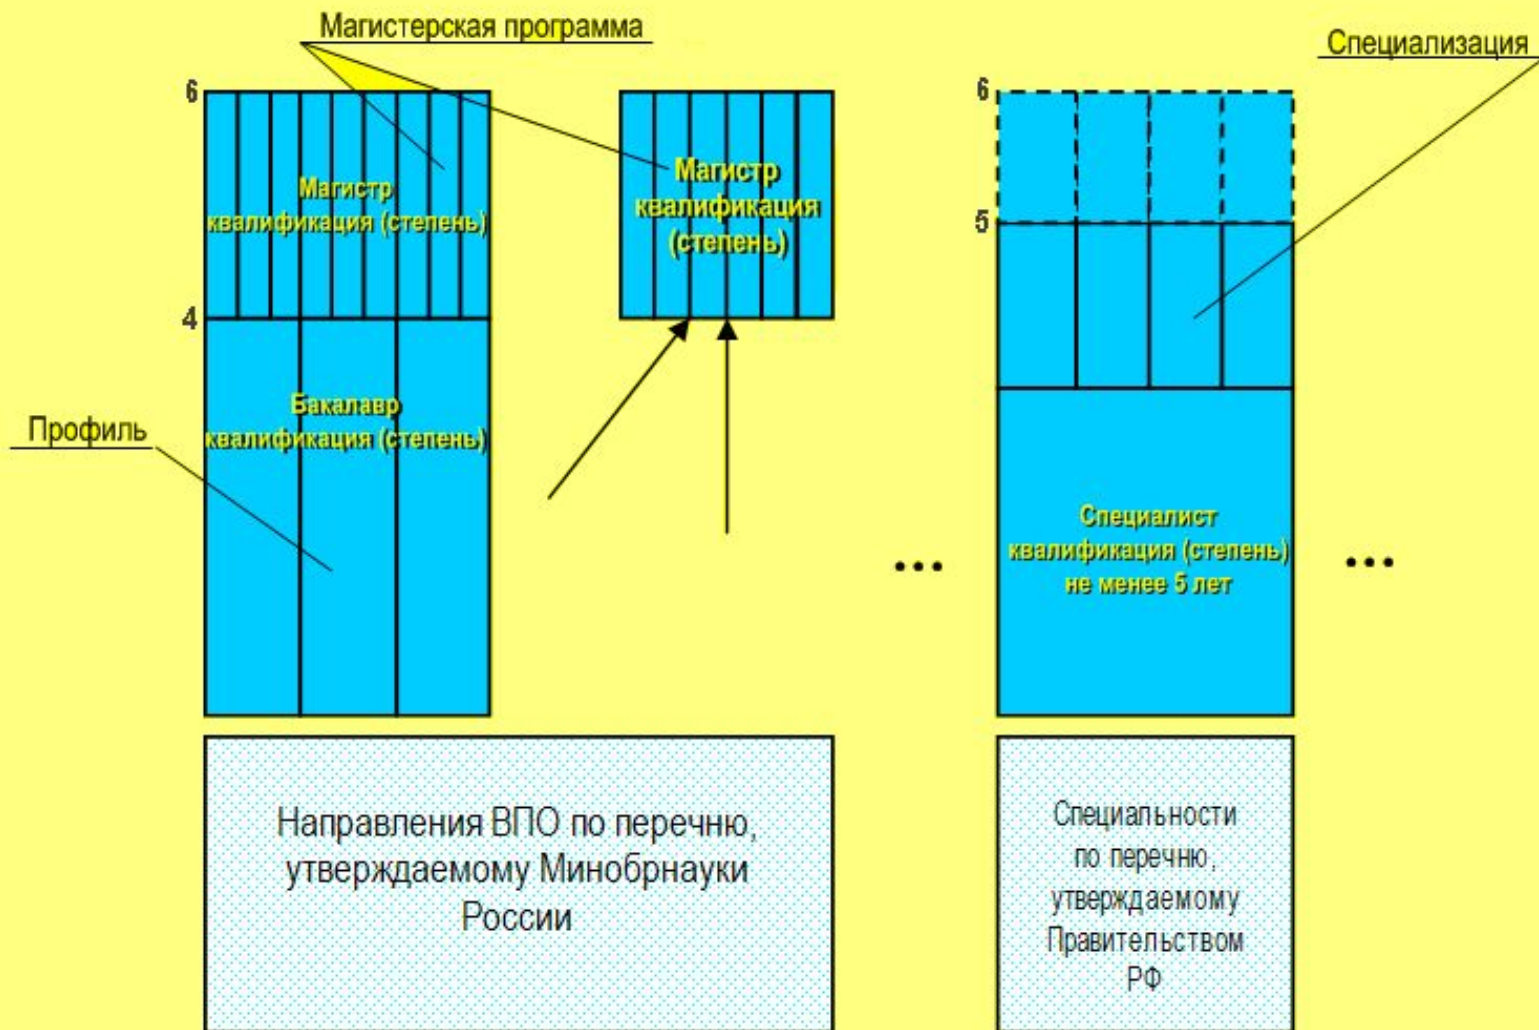 Магистерская программа
Специализация
6
Магистр
квалификация (степень)
Магистр
квалификация
(степень)
6
5
4
Бакалавр
квалификация (степень)
Профиль
Специалист
квалификация (степень)
не менее 5 лет
...
...
Направления ВПО по перечню,
утверждаемому Минобрнауки
России
Специальности
по перечню,
утверждаемому
Правительством
РФ